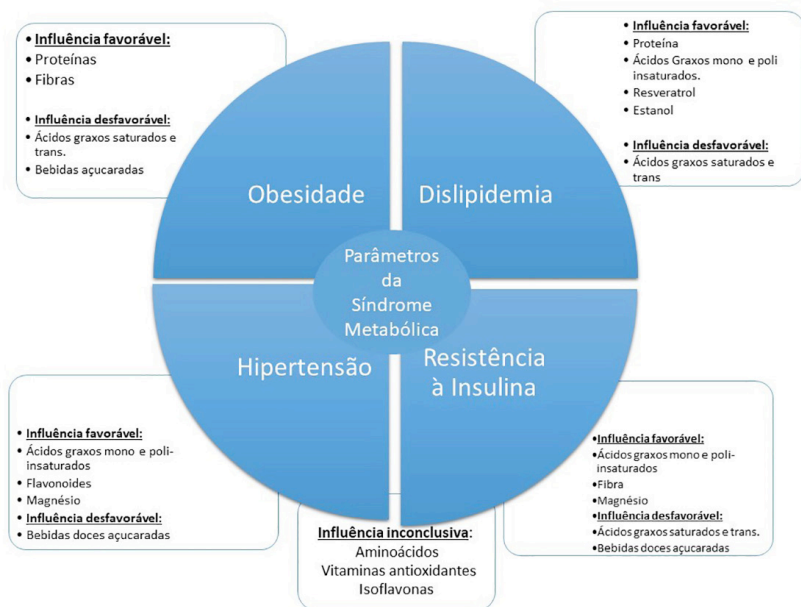 • Influência favorável:
• Proteínas
• Fibras
• Influência desfavorável:
• Ácidos graxos saturados e
trans.
• Bebidas açucaradas
• Influência favorável:
• Proteína
• Ácidos Graxos mono e poli
insaturados.
• Resveratrol
• Estanol
• Influência desfavorável:
• Ácidos graxos saturados e
trans
Obesidade
Dislipidemia
Parâmetros
da
Síndrome
Metabólica
Hipertensão
Resistência
à Insulina
• Influência favorável:
• Ácidos graxos mono e poli-
insaturados
• Flavonoides
• Magnésio
• Influência desfavorável:
• Bebidas doces açucaradas
Influência inconclusiva:
Aminoácidos
Vitaminas antioxidantes
Isoflavonas
•Influência favorável:
•Ácidos graxos mono e poli-
insaturados
•Fibra
•Magnésio
•Influência desfavorável:
•Ácidos graxos saturados e trans.
•Bebidas doces açucaradas